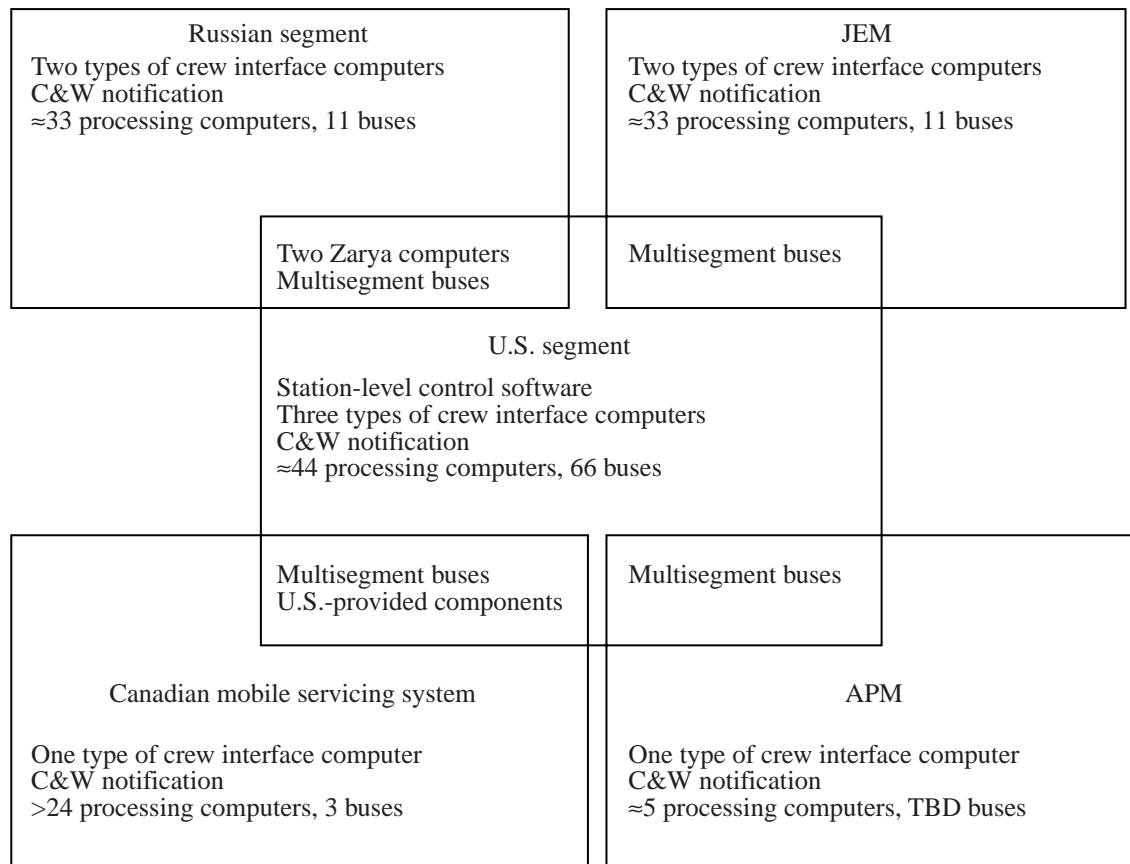 Russian segment
Two types of crew interface computers
C&W notification
≈33 processing computers, 11 buses
JEM
Two types of crew interface computers
C&W notification
≈33 processing computers, 11 buses
Two Zarya computers
Multisegment buses
Multisegment buses
U.S. segment
Station-level control software
Three types of crew interface computers
C&W notification
≈44 processing computers, 66 buses
Multisegment buses
U.S.-provided components
Multisegment buses
Canadian mobile servicing system
One type of crew interface computer
C&W notification
>24 processing computers, 3 buses
APM
One type of crew interface computer
C&W notification
≈5 processing computers, TBD buses